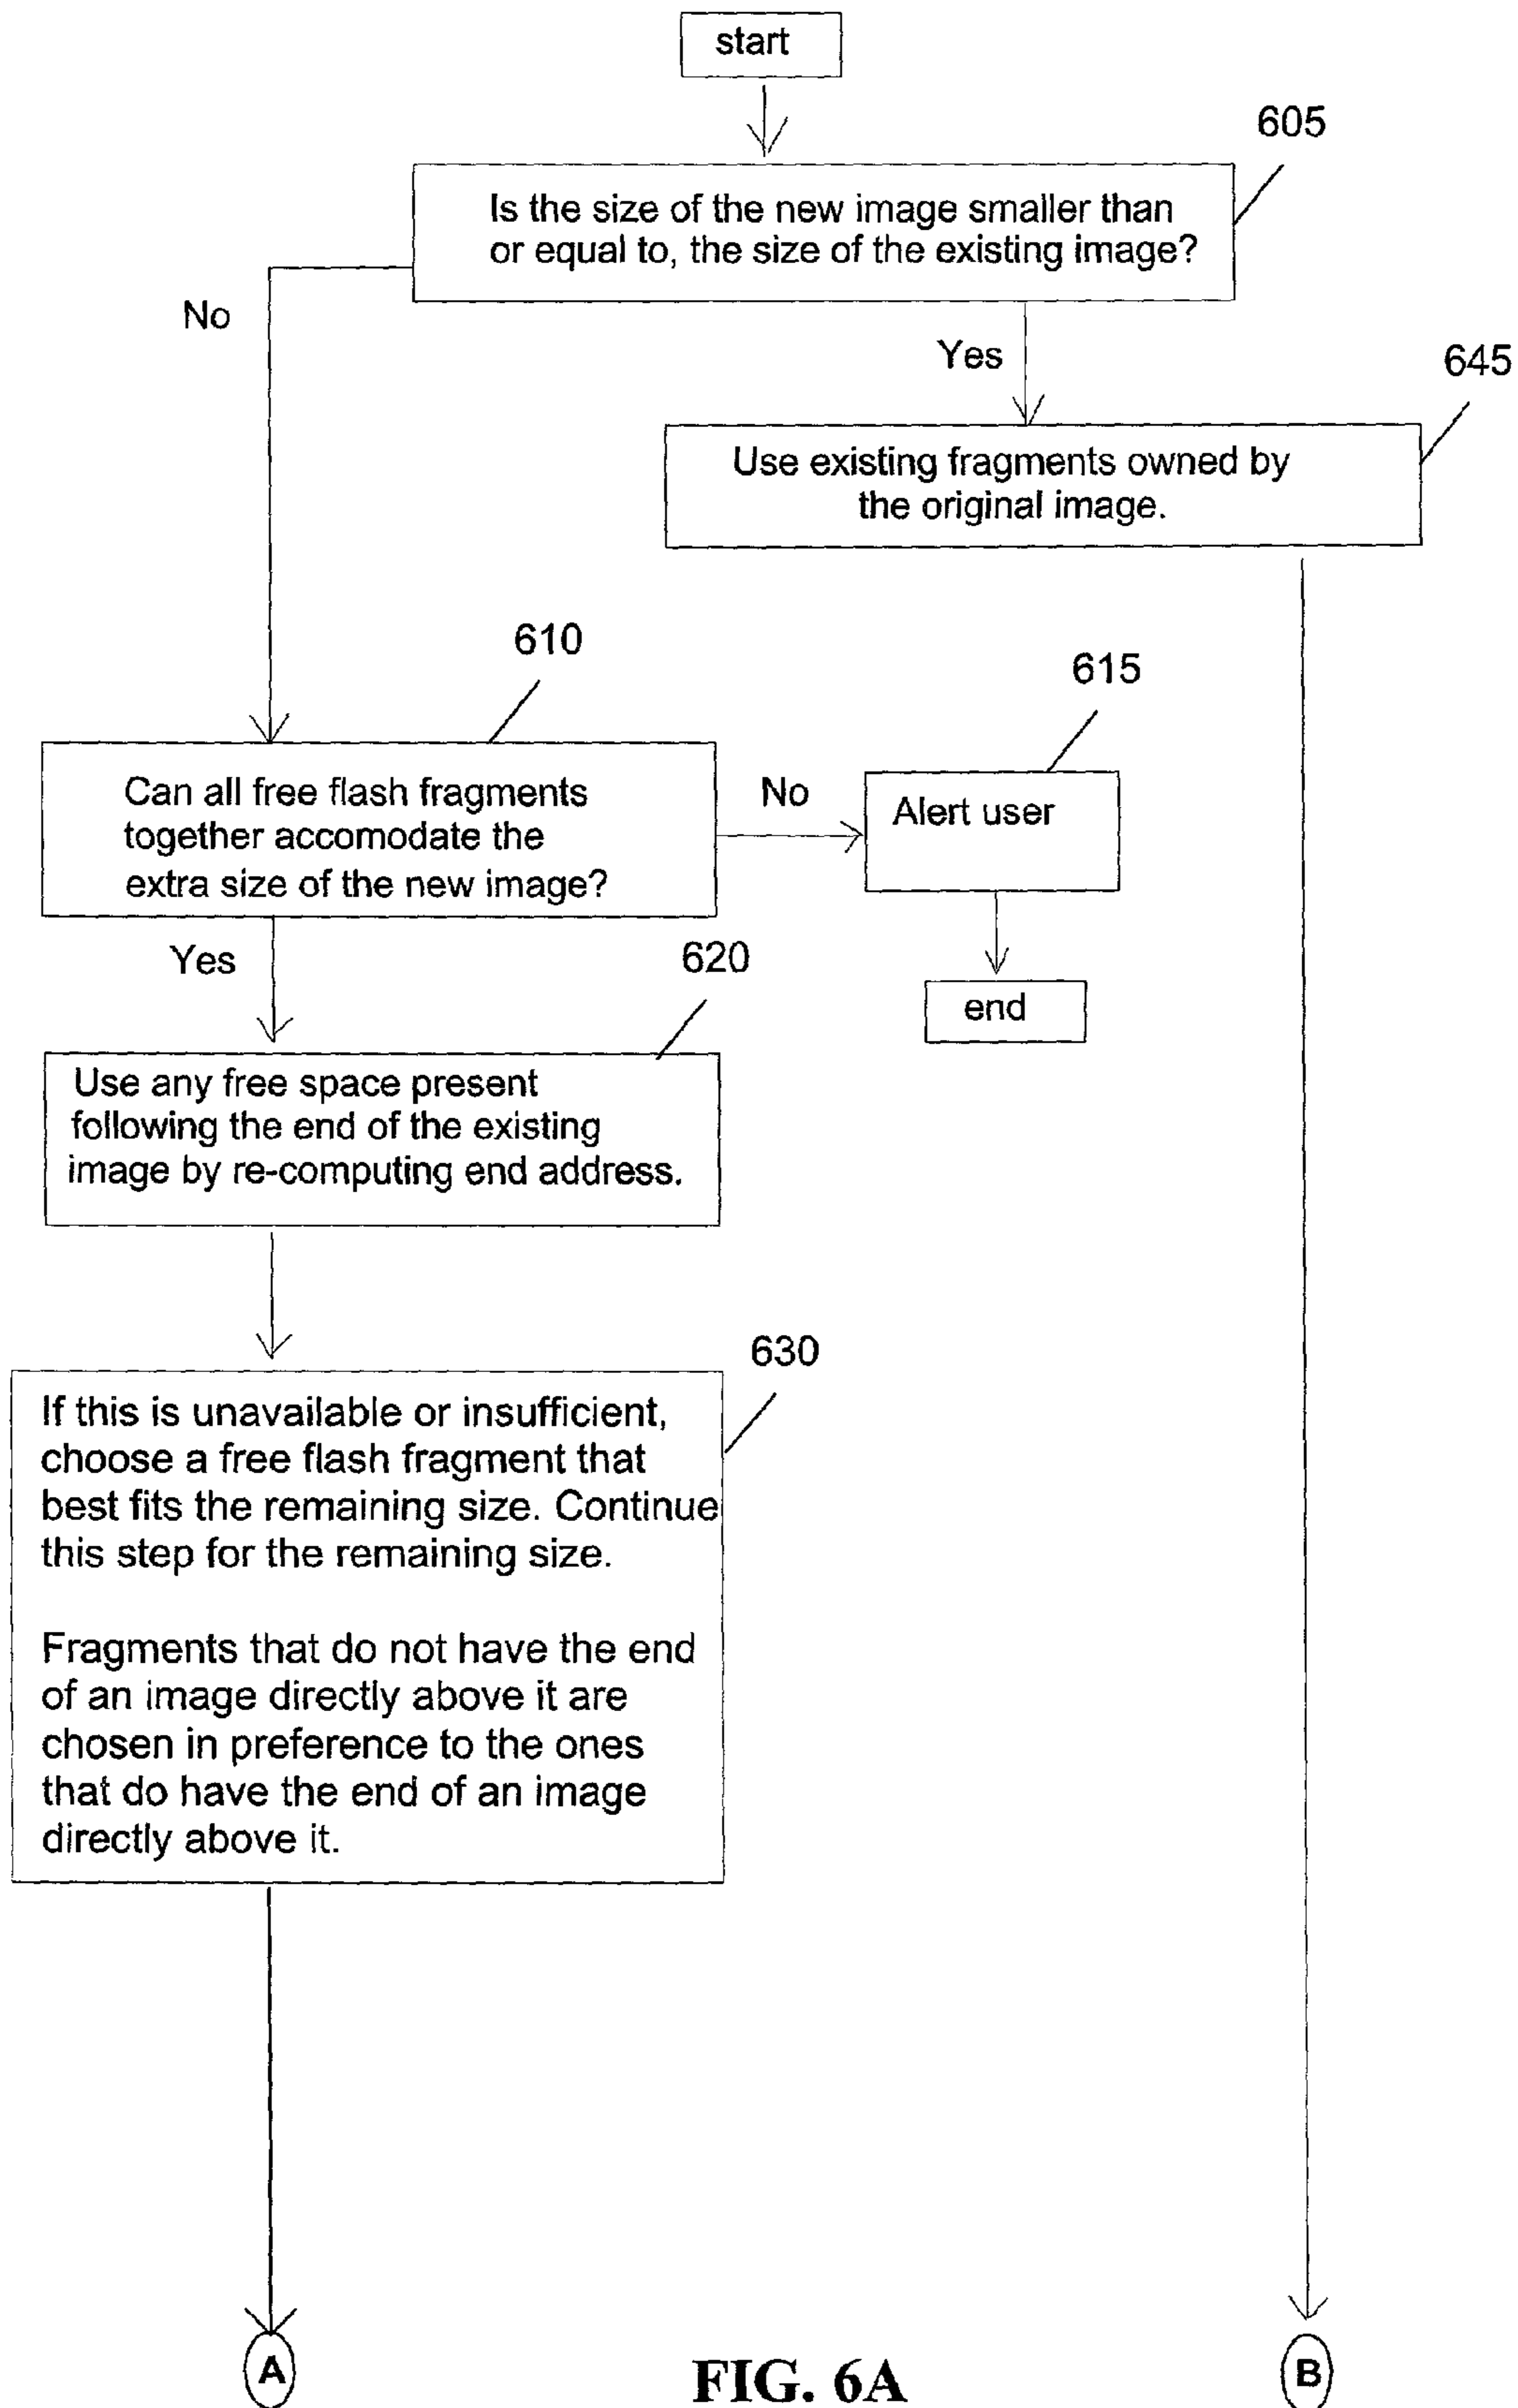 start
605
Is the size of the new image smaller than
or equal to, the size of the existing image?
No
Yes
645
Use existing fragments owned by
the original image.
610
615
Can all free flash fragments
together accomodate the
extra size of the new image?
No
Alert user
Yes
620
end
Use any free space present
following the end of the existing
image by re-computing end address.
630
If this is unavailable or insufficient,
choose a free flash fragment that
best fits the remaining size. Continue
this step for the remaining size.
Fragments that do not have the end
of an image directly above it are
chosen in preference to the ones
that do have the end of an image
directly above it.
A
FIG. 6A
B